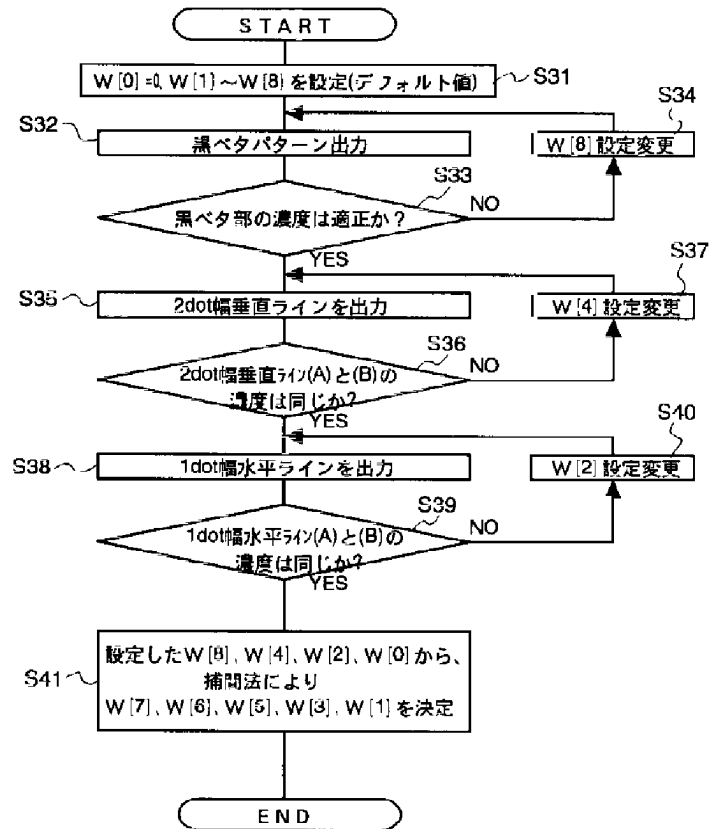 START
W[0]=0, W[1]～W[8]を設定(デフォルト値)
S31
S32
黒ベタパターン出力
W[8]設定変更
S34
黒ベタ部の濃度は適正か？
S33
NO
YES
S35
2dot幅垂直ラインを出力
W[4]設定変更
S37
2dot幅垂直ﾗｲﾝ(A)と(B)の
濃度は同じか?
S36
NO
YES
S38
1dot幅水平ラインを出力
W[2]設定変更
S40
1dot幅水平ﾗｲﾝ(A)と(B)の
濃度は同じか?
S39
NO
YES
S41
設定したW[8]、W[4]、W[2]、W[0]から、
補間法により
W[7]、W[6]、W[5]、W[3]、W[1]を決定
END